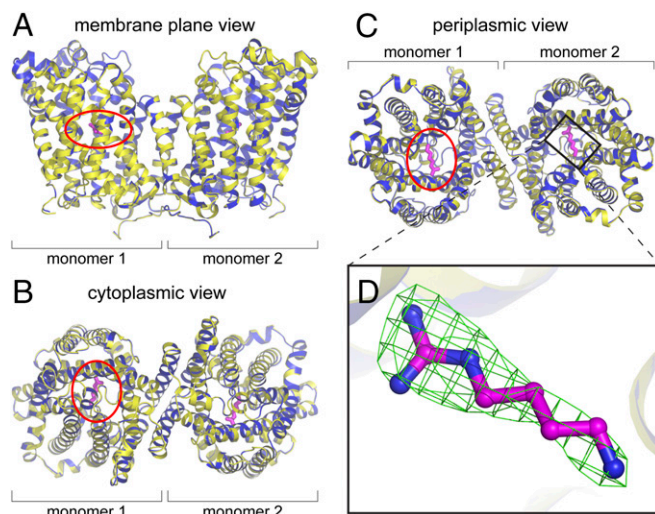 A
membrane plane view
monomer 1 monomer 2
B
cytoplasmic view
monomer 1 monomer 2
C
periplasmic view
monomer 1 monomer 2
D